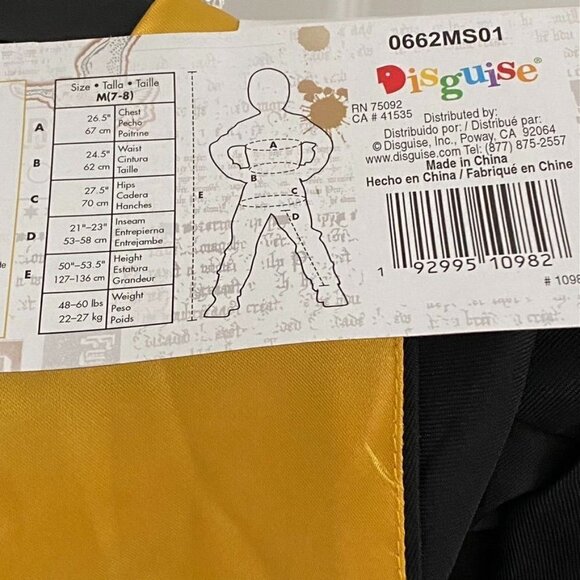 0662MS01
Disguise®
RN 75092
CA # 41535
Distributed by:
Distribuido por: / Distribué par:
© Disguise, Inc., Poway, CA 92064
www.disguise.com Tel: (877) 875-2557
Made in China
Hecho en China / Fabriqué en Chine
1 92995 10982
# 1098
Size • Talla • Taille
M(7-8)
A
26.5"
67 cm
Chest
Pecho
Poitrine
B
24.5"
62 cm
Waist
Cintura
Taille
C
27.5"
70 cm
Hips
Cadera
Hanches
D
21"–23"
53–58 cm
Inseam
Entrepierna
Entrejambe
E
50"–53.5"
127–136 cm
Height
Estatura
Grandeur
48–60 lbs
22–27 kg
Weight
Peso
Poids
A
B
C
D
E